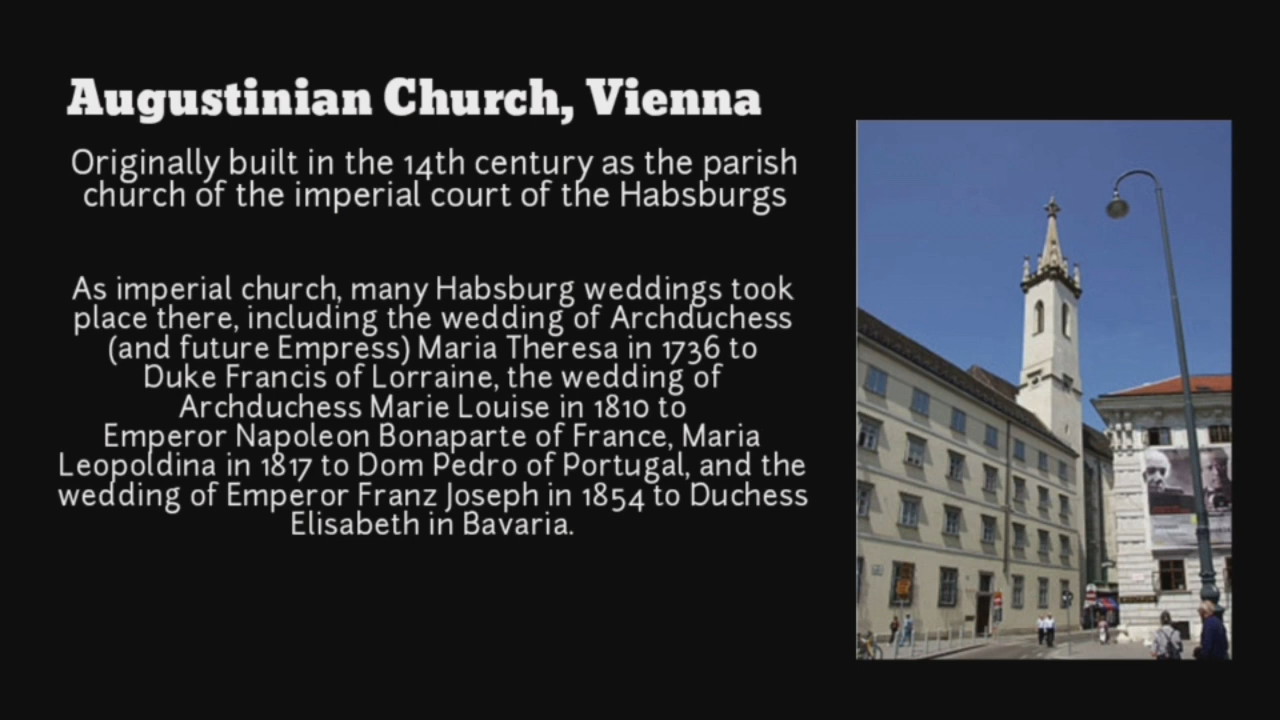 Augustinian Church, Vienna
Originally built in the 14th century as the parish
church of the imperial court of the Habsburgs
As imperial church, many Habsburg weddings took
place there, including the wedding of Archduchess
(and future Empress) Maria Theresa in 1736 to
Duke Francis of Lorraine, the wedding of
Archduchess Marie Louise in 1810 to
Emperor Napoleon Bonaparte of France, Maria
Leopoldina in 1817 to Dom Pedro of Portugal, and the
wedding of Emperor Franz Joseph in 1854 to Duchess
Elisabeth in Bavaria.